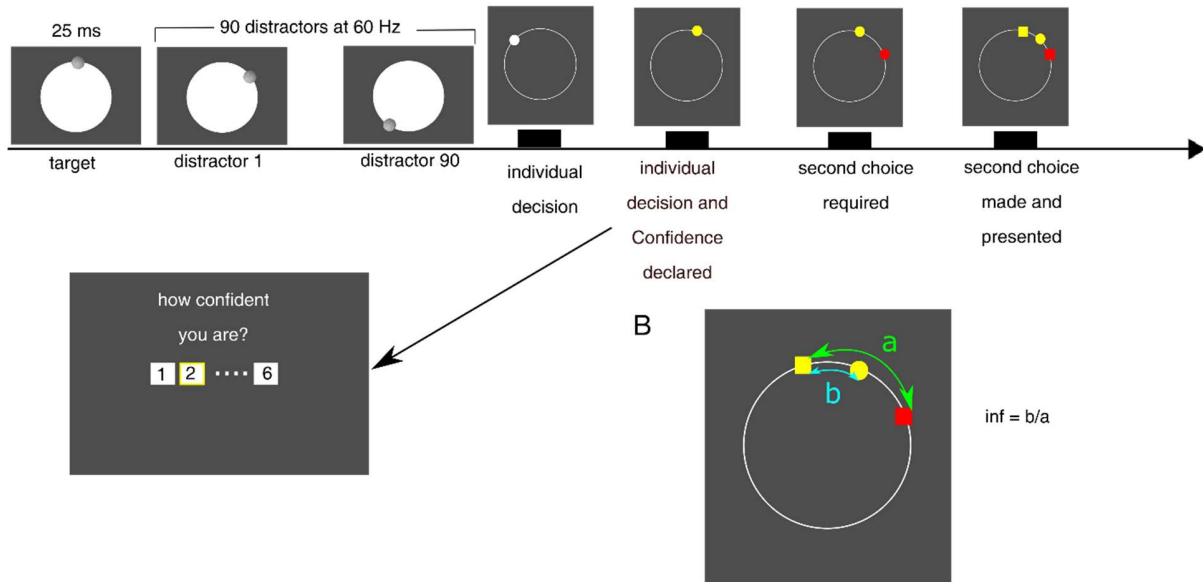 25 ms
90 distractors at 60 Hz
target
distractor 1
distractor 90
individual
decision
individual
decision and
Confidence
declared
second choice
required
second choice
made and
presented
how confident
you are?
1 2 .... 6
B
a
b
inf = b/a